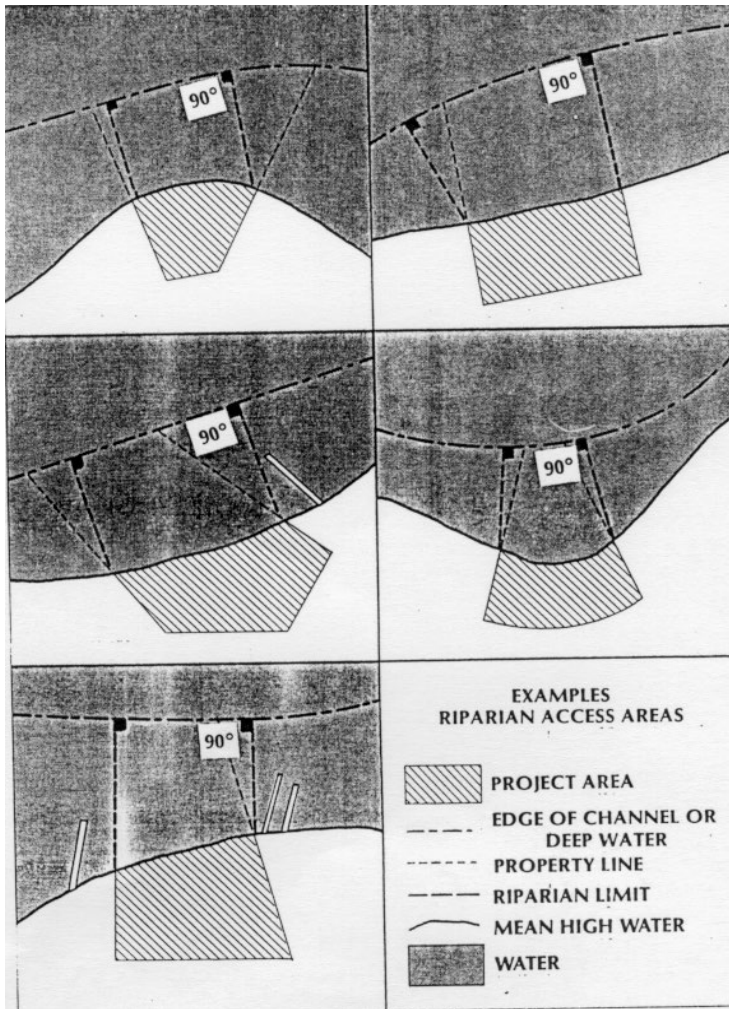 90°
90°
90°
90°
90°
EXAMPLES
RIPARIAN ACCESS AREAS
PROJECT AREA
EDGE OF CHANNEL OR
DEEP WATER
PROPERTY LINE
RIPARIAN LIMIT
MEAN HIGH WATER
WATER